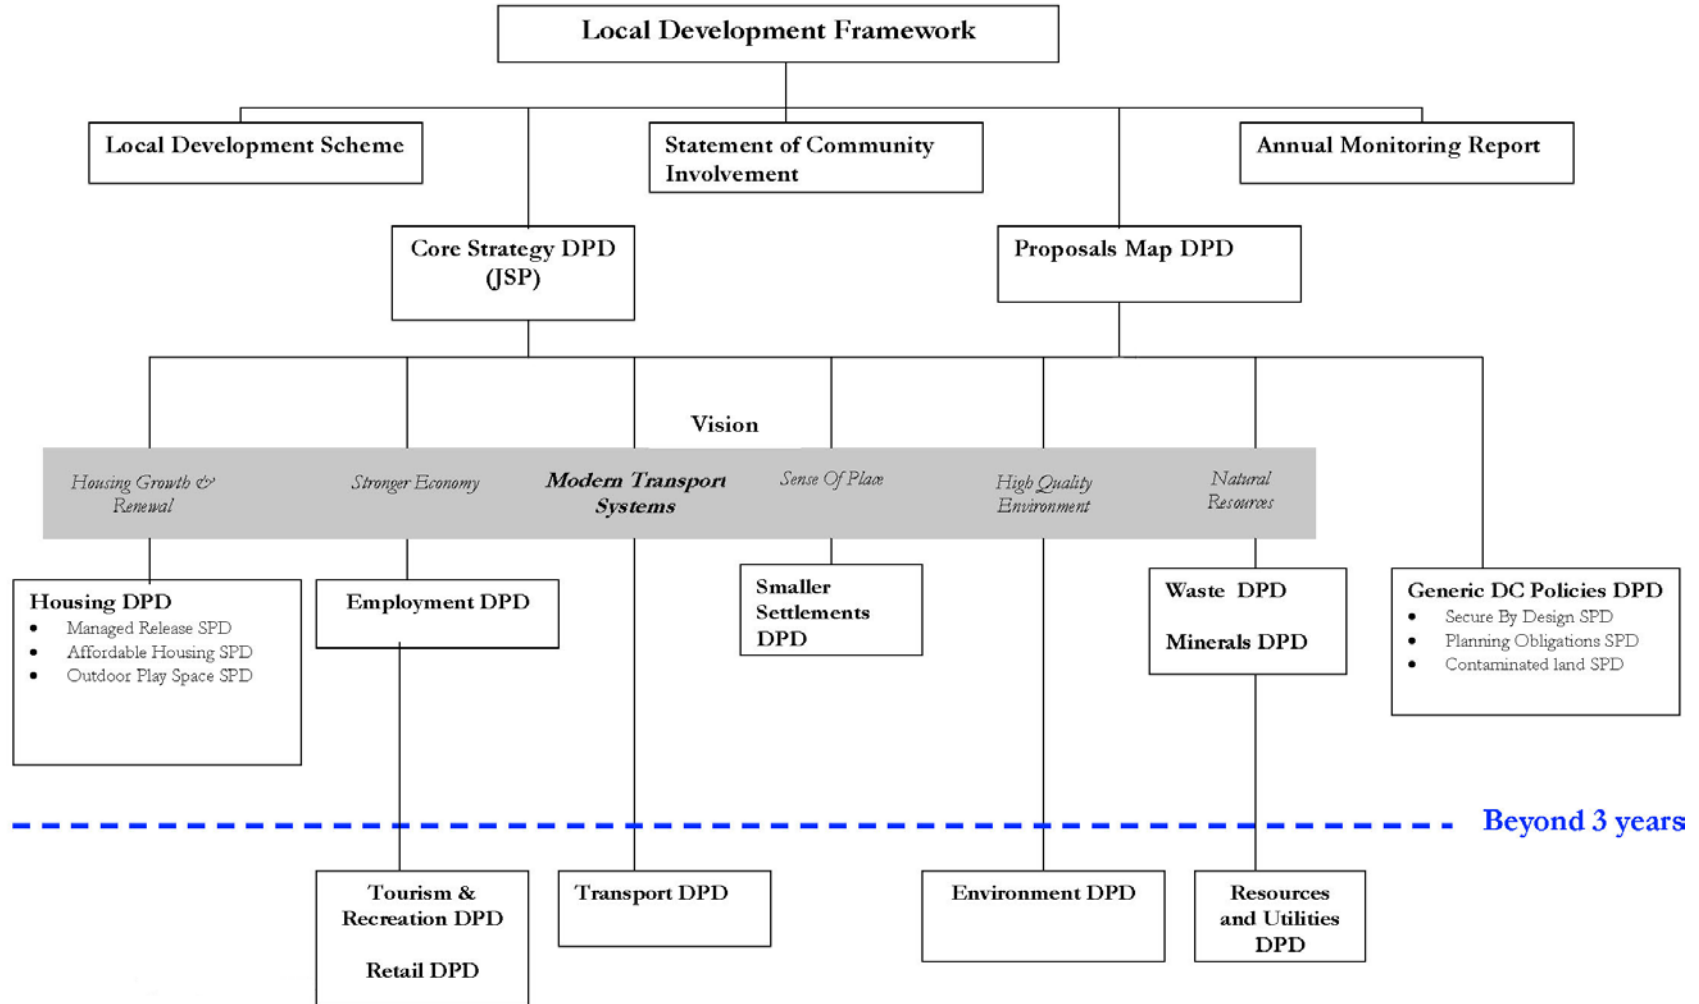 Local Development Framework
Local Development Scheme
Statement of Community
Involvement
Annual Monitoring Report
Core Strategy DPD
(JSP)
Proposals Map DPD
Vision
Housing Growth &
Renewal
Stronger Economy
Modern Transport
Systems
Sense Of Place
High Quality
Environment
Natural
Resources
Housing DPD
• Managed Release SPD
• Affordable Housing SPD
• Outdoor Play Space SPD
Employment DPD
Smaller
Settlements
DPD
Waste DPD
Minerals DPD
Generic DC Policies DPD
• Secure By Design SPD
• Planning Obligations SPD
• Contaminated land SPD
Beyond 3 years
Tourism &
Recreation DPD
Retail DPD
Transport DPD
Environment DPD
Resources
and Utilities
DPD